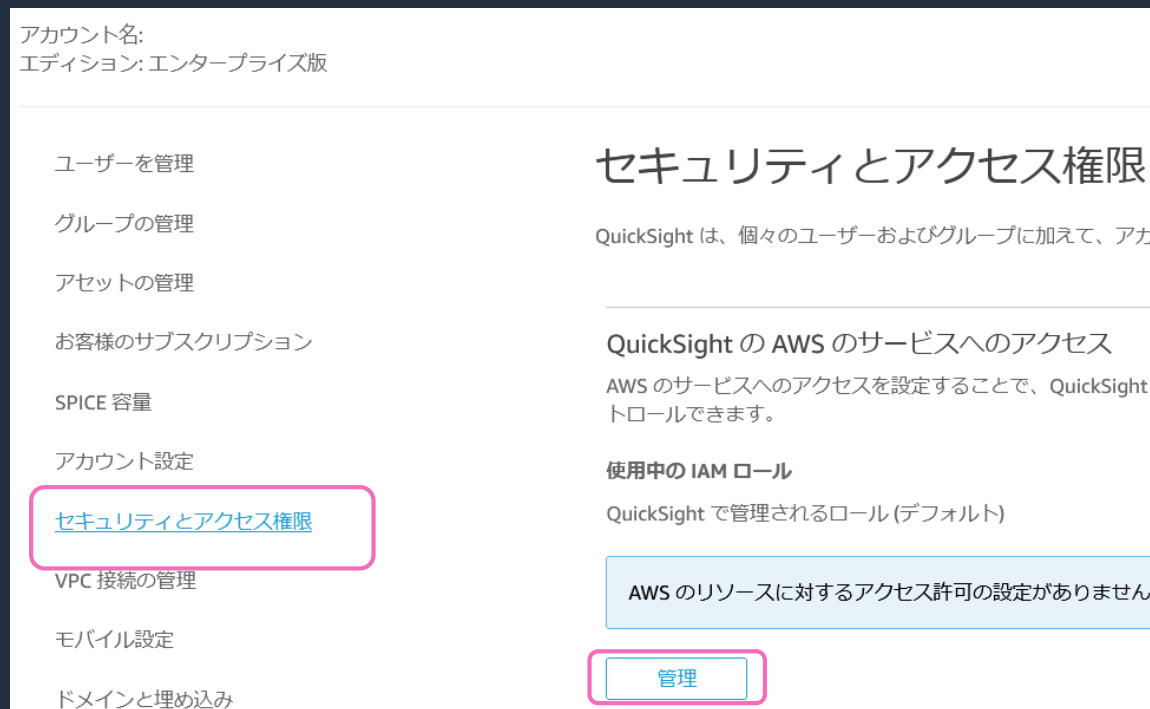 アカウント名:
エディション: エンタープライズ版
ユーザーを管理
グループの管理
アセットの管理
お客様のサブスクリプション
SPICE 容量
アカウント設定
セキュリティとアクセス権限
VPC 接続の管理
モバイル設定
ドメインと埋め込み
セキュリティとアクセス権限
QuickSight は、個々のユーザーおよびグループに加えて、アカ
QuickSight の AWS のサービスへのアクセス
AWS のサービスへのアクセスを設定することで、QuickSight
トロールできます。
使用中の IAM ロール
QuickSight で管理されるロール (デフォルト)
AWS のリソースに対するアクセス許可の設定がありません
管理